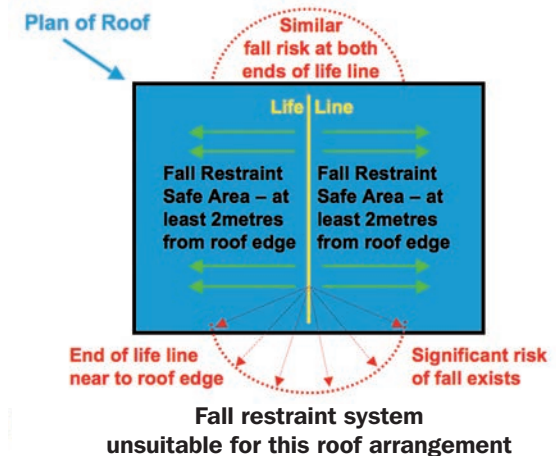 Plan of Roof
Similar
fall risk at both
ends of life line
Life Line
Fall Restraint
Safe Area – at
least 2metres
from roof edge
Fall Restraint
Safe Area – at
least 2metres
from roof edge
End of life line
near to roof edge
Significant risk
of fall exists
Fall restraint system
unsuitable for this roof arrangement